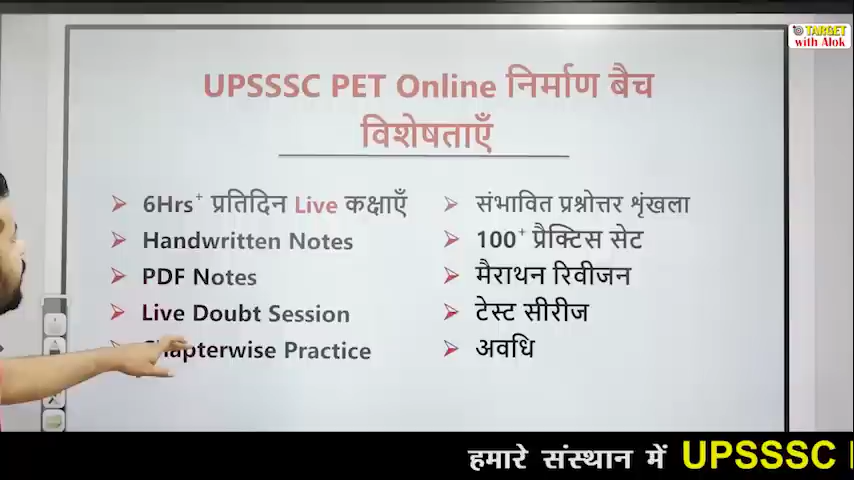 TARGET
with Alok
UPSSSC PET Online निर्माण बैच
विशेषताएँ
6Hrs+ प्रतिदिन Live कक्षाएँ
Handwritten Notes
PDF Notes
Live Doubt Session
Chapterwise Practice
संभावित प्रश्नोत्तर शृंखला
100+ प्रैक्टिस सेट
मैराथन रिवीजन
टेस्ट सीरीज
अवधि
हमारे संस्थान में UPSSSC